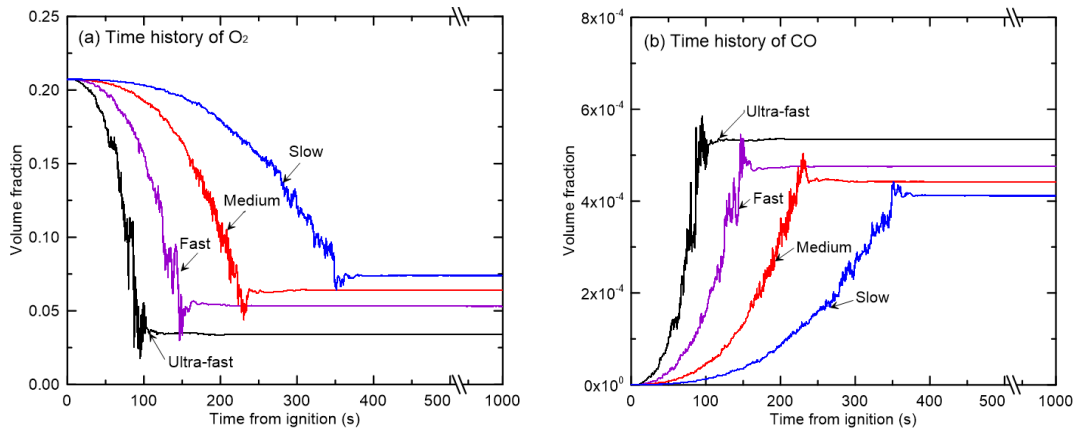 (a) Time history of O₂
Volume fraction
0.25
0.20
0.15
0.10
0.05
0.00
Slow
Medium
Fast
Ultra-fast
0 100 200 300 400 500 1000
Time from ignition (s)
(b) Time history of CO
Volume fraction
8x10⁻⁴
6x10⁻⁴
4x10⁻⁴
2x10⁻⁴
0x10⁰
Ultra-fast
Fast
Medium
Slow
0 100 200 300 400 500 1000
Time from ignition (s)